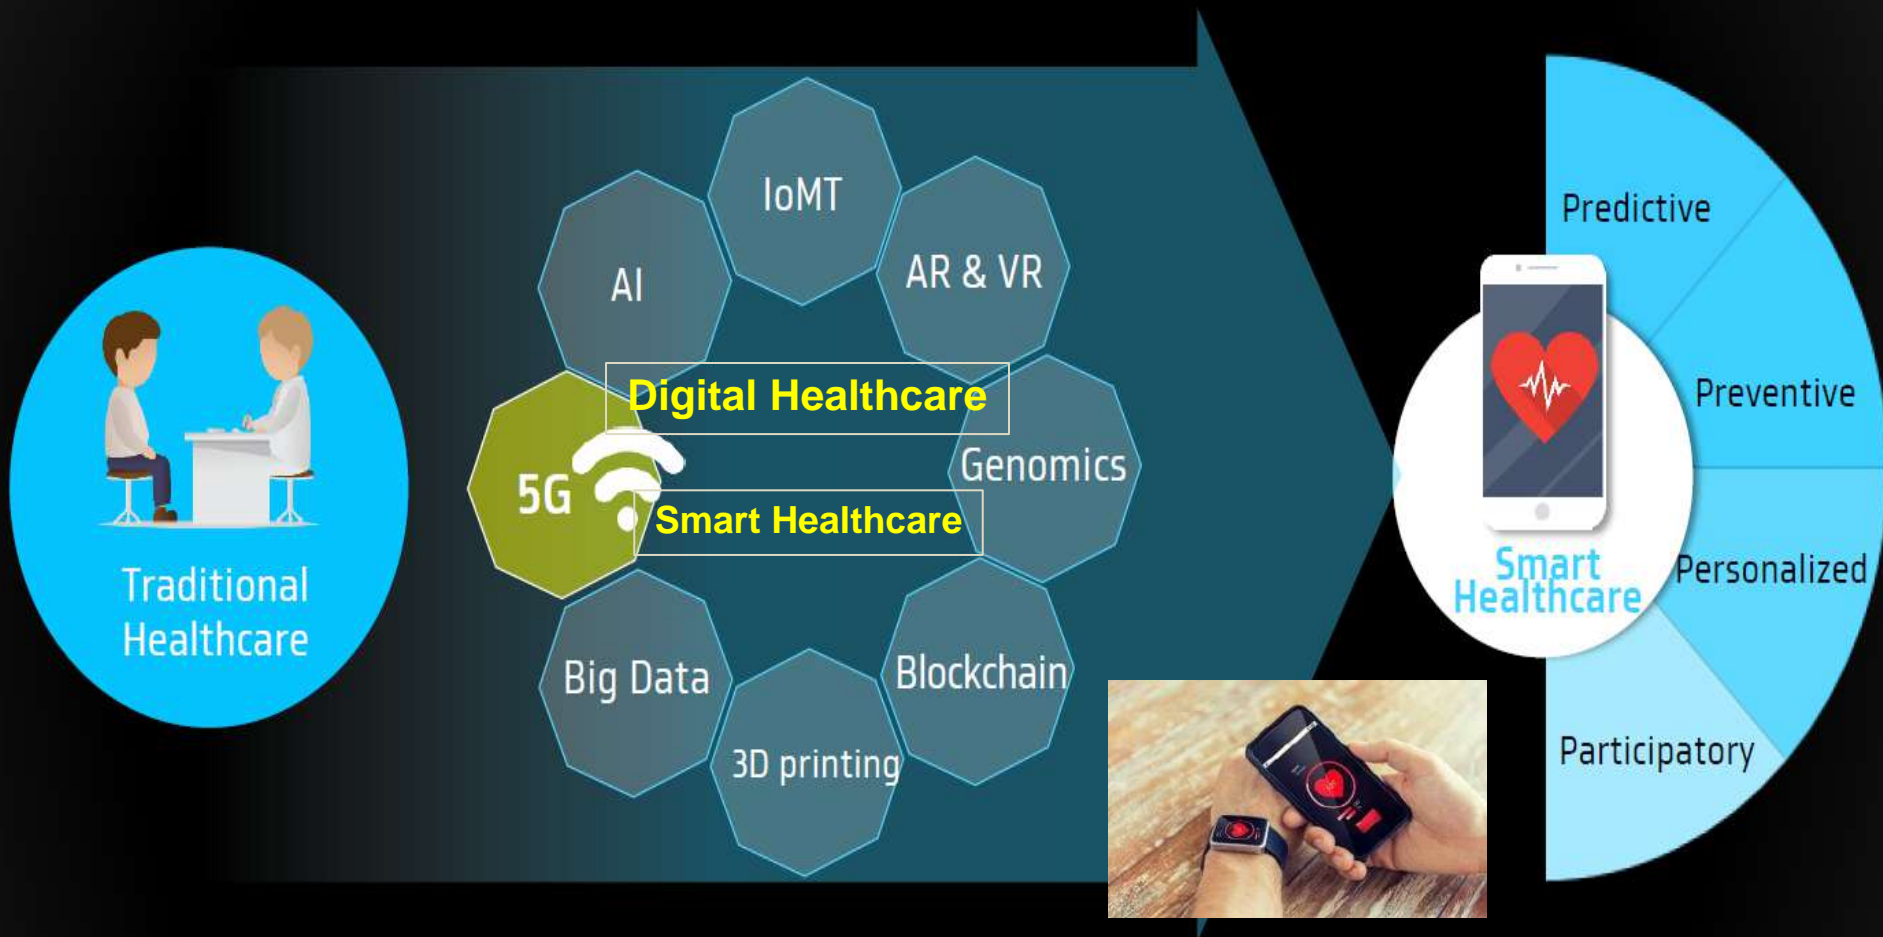 Traditional
Healthcare
IoMT
AI
AR & VR
Digital Healthcare
5G
Genomics
Smart Healthcare
Big Data
Blockchain
3D printing
Predictive
Preventive
Smart
Healthcare
Personalized
Participatory